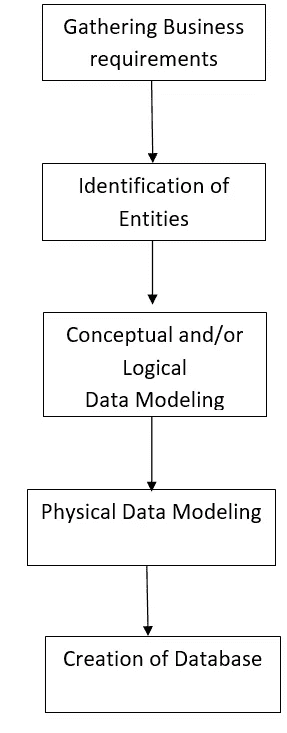 Gathering Business
requirements
Identification of
Entities
Conceptual and/or
Logical
Data Modeling
Physical Data Modeling
Creation of Database